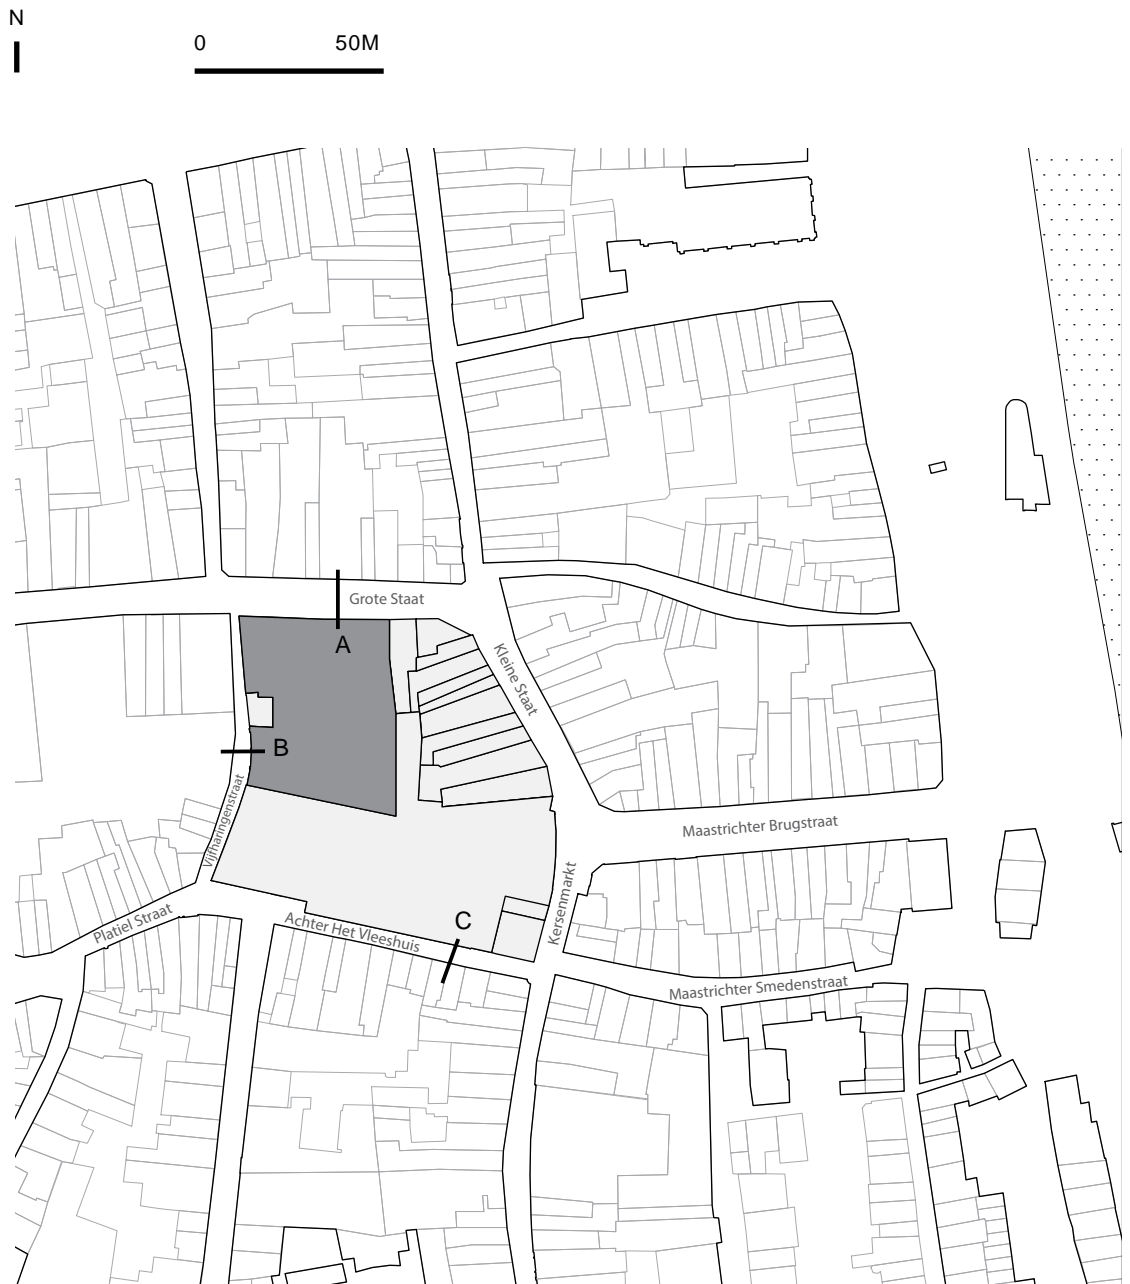 N
0 50M
Grote Staat
A
Kleine Staat
B
Vijfharingenstraat
Maastrichter Brugstraat
Kersenmarkt
Platiel Straat
Achter Het Vleeshuis
C
Maastrichter Smedenstraat